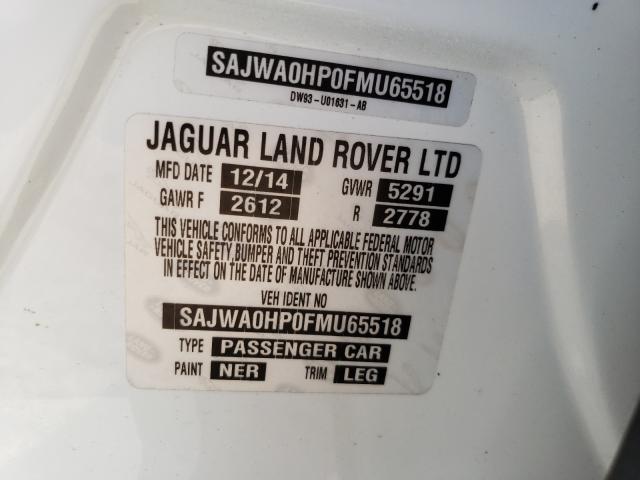 SAJWA0HP0FMU65518
DW93-U01631-AB
JAGUAR LAND ROVER LTD
MFD DATE 12/14 GVWR 5291
GAWR F 2612 R 2778
THIS VEHICLE CONFORMS TO ALL APPLICABLE FEDERAL MOTOR
VEHICLE SAFETY, BUMPER AND THEFT PREVENTION STANDARDS
IN EFFECT ON THE DATE OF MANUFACTURE SHOWN ABOVE.
VEH IDENT NO
SAJWA0HP0FMU65518
TYPE PASSENGER CAR
PAINT NER TRIM LEG